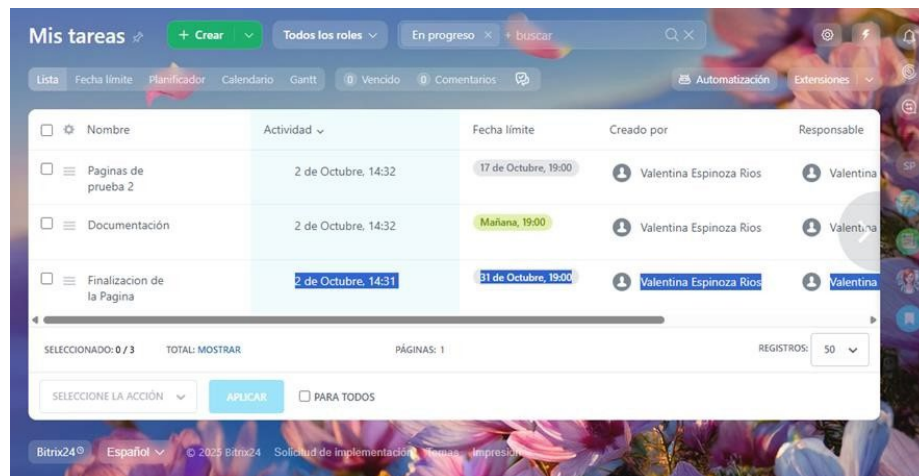 Mis tareas
+ Crear
Todos los roles
En progreso × + buscar
Lista Fecha límite Planificador Calendario Gantt 0 Vencido 0 Comentarios
Automatización Extensiones
Nombre Actividad Fecha límite Creado por Responsable
Paginas de prueba 2
2 de Octubre, 14:32 17 de Octubre, 19:00 Valentina Espinoza Rios Valentina
Documentación 2 de Octubre, 14:32 Mañana, 19:00 Valentina Espinoza Rios Valentina
Finalizacion de la Pagina
2 de Octubre, 14:31 31 de Octubre, 19:00 Valentina Espinoza Rios Valentina
SELECCIONADO: 0 / 3 TOTAL: MOSTRAR PÁGINAS: 1 REGISTROS: 50
SELECCIONE LA ACCIÓN APLICAR PARA TODOS
Bitrix24 Español © 2025 Bitrix24 Solicitud de implementación Temas Impresión
SP